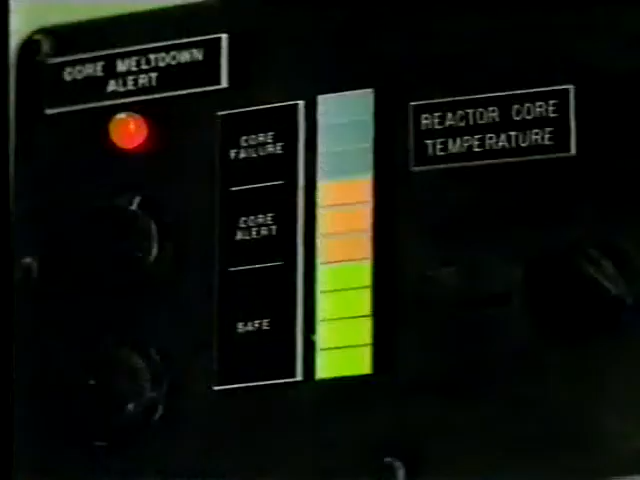 CORE MELTDOWN
ALERT
CORE
FAILURE
CORE
ALERT
SAFE
REACTOR CORE
TEMPERATURE